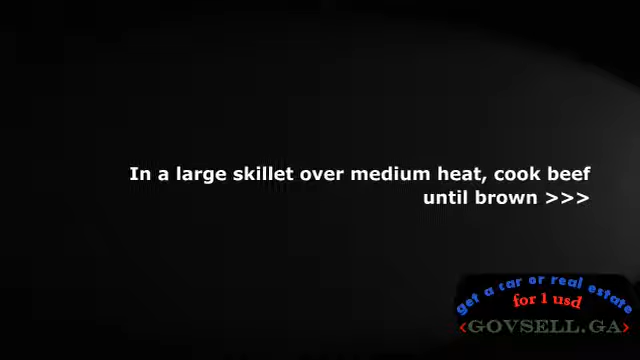 In a large skillet over medium heat, cook beef
until brown >>>
get a car or real estate
for 1 usd
<GOVSELL.GA>